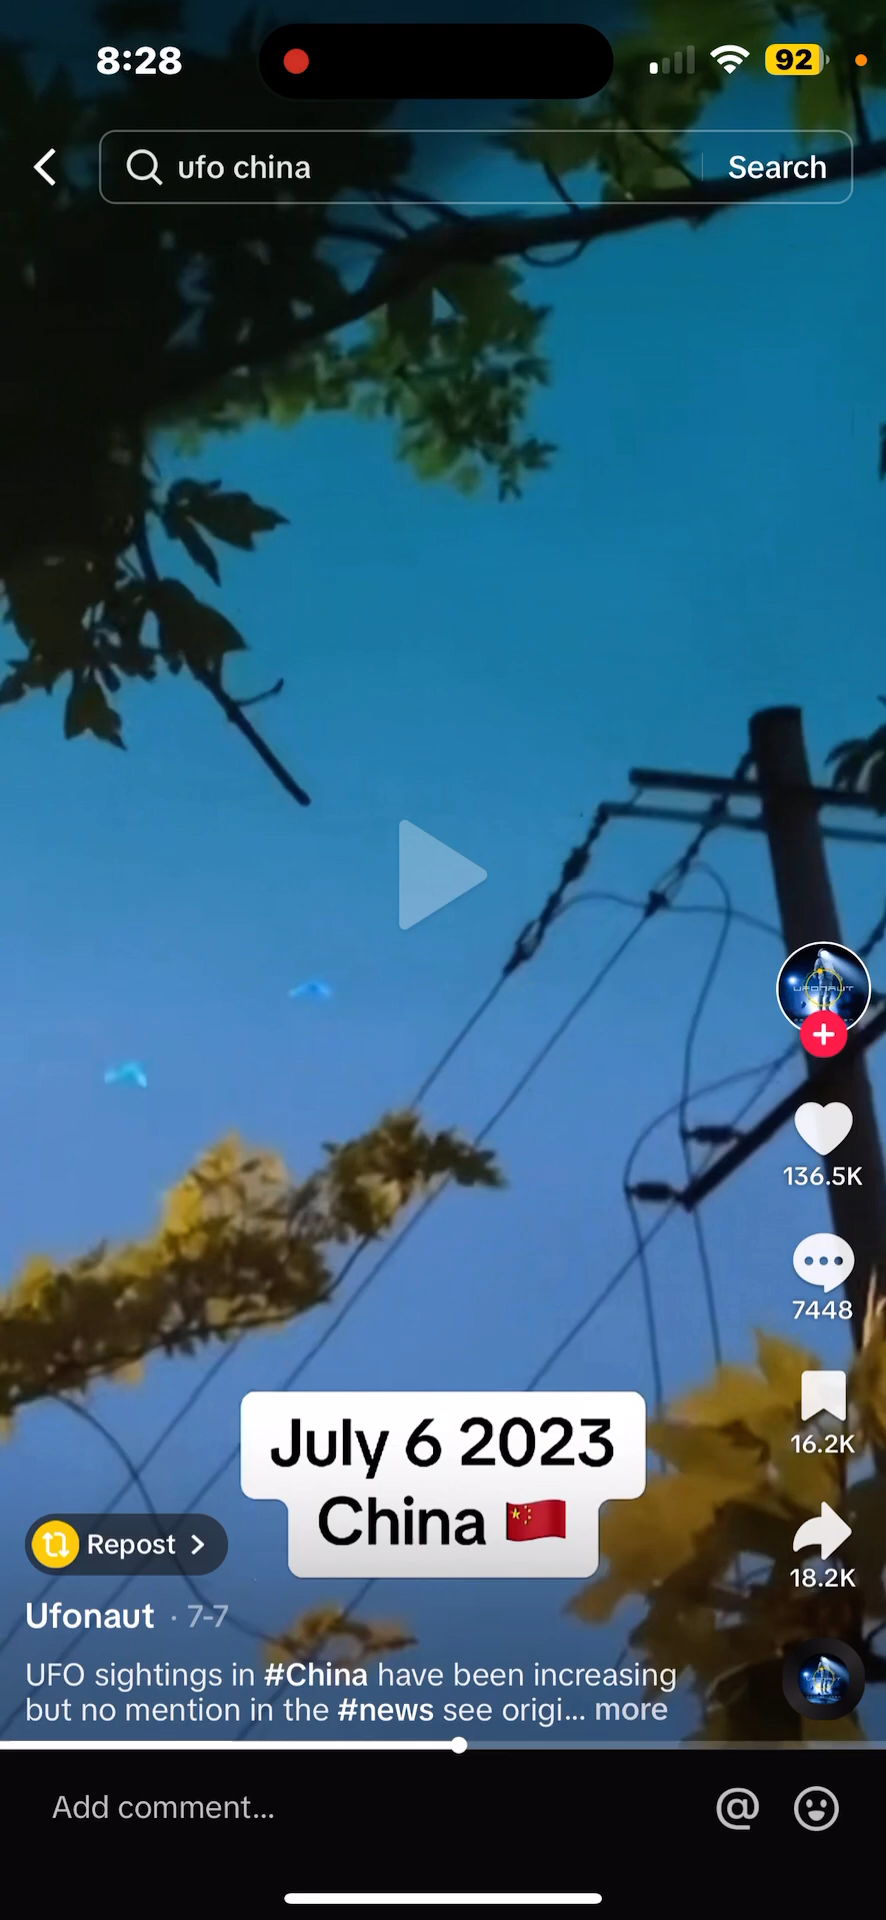 8:28
92
ufo china
Search
UFONAUT
136.5K
7448
16.2K
18.2K
July 6 2023
China 🇨🇳
Repost
Ufonaut · 7-7
UFO sightings in #China have been increasing
but no mention in the #news see origi... more
Add comment...